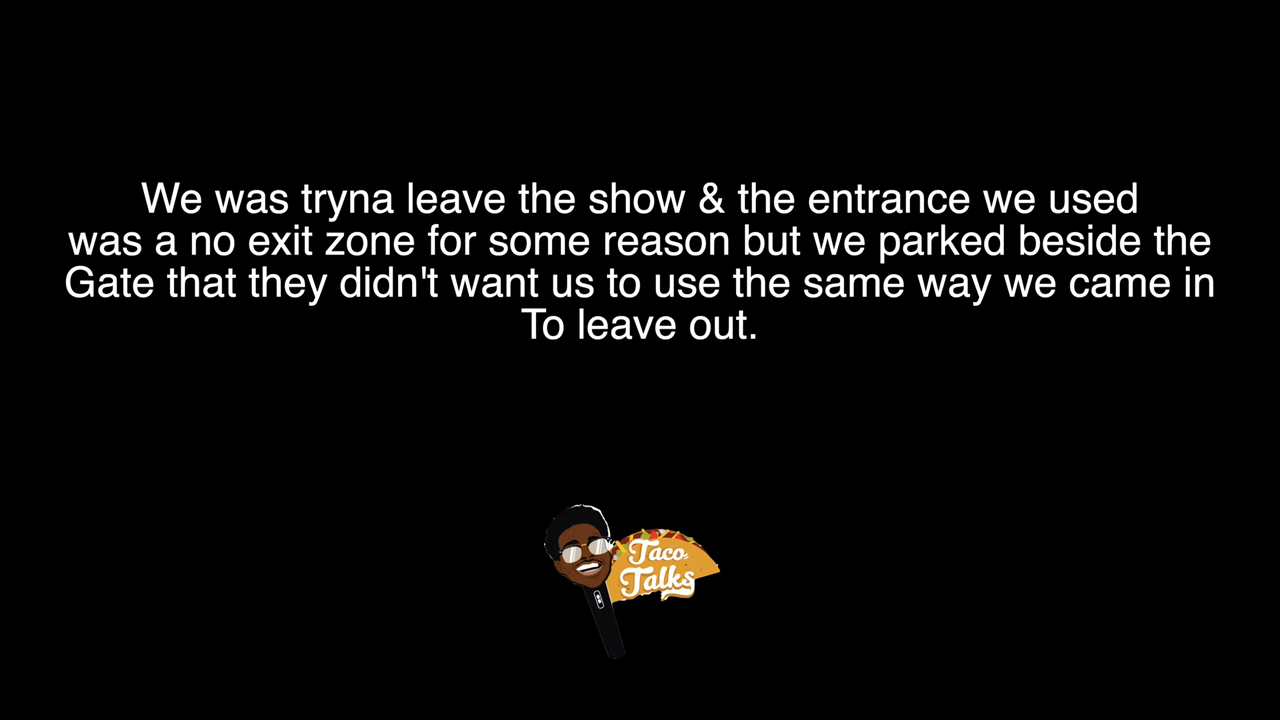 We was tryna leave the show & the entrance we used
was a no exit zone for some reason but we parked beside the
Gate that they didn't want us to use the same way we came in
To leave out.
Taco
Talks